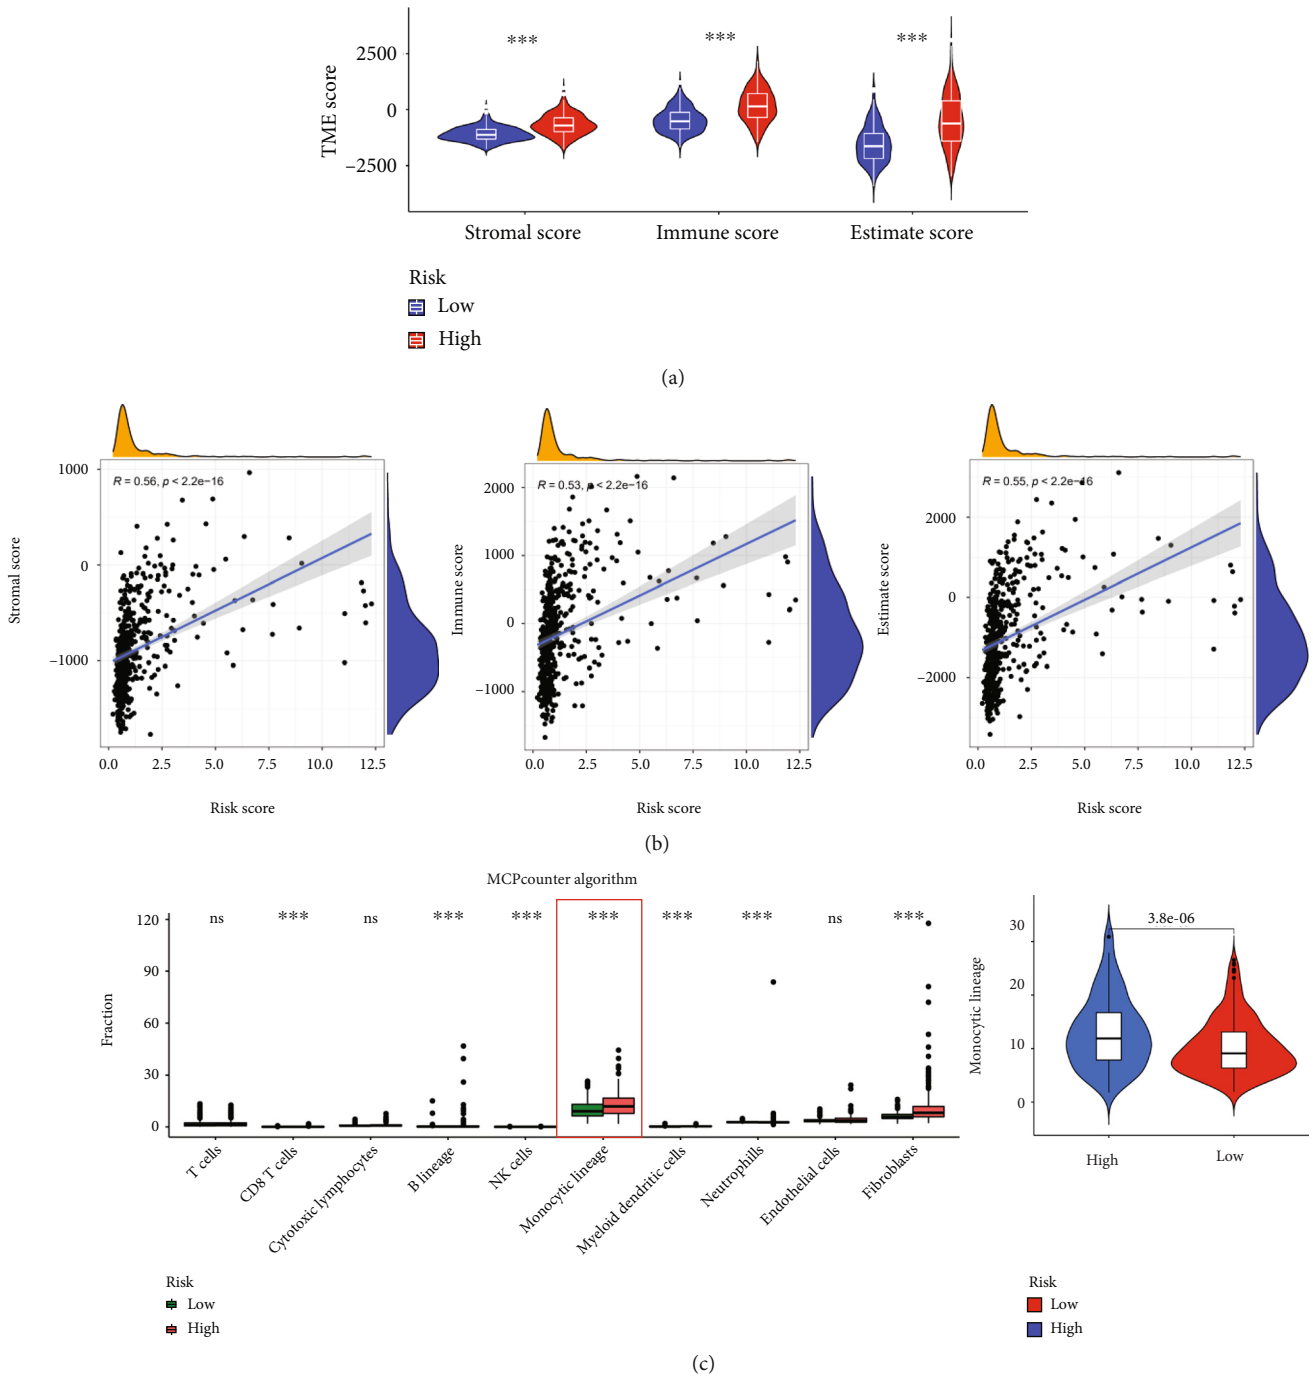 TME score
2500
0
−2500
***
***
***
Stromal score
Immune score
Estimate score
Risk
Low
High
(a)
Stromal score
1000
0
−1000
R = 0.56, p < 2.2e−16
0.0 2.5 5.0 7.5 10.0 12.5
Risk score
Immune score
2000
1000
0
−1000
R = 0.53, p < 2.2e−16
0.0 2.5 5.0 7.5 10.0 12.5
Risk score
Estimate score
2000
0
−2000
R = 0.55, p < 2.2e−16
0.0 2.5 5.0 7.5 10.0 12.5
Risk score
(b)
MCPcounter algorithm
Fraction
120
90
60
30
0
ns *** ns *** *** *** *** *** ns ***
T cells
CD8 T cells
Cytotoxic lymphocytes
B lineage
NK cells
Monocytic lineage
Myeloid dendritic cells
Neutrophills
Endothelial cells
Fibroblasts
Risk
Low
High
Monocytic lineage
30
20
10
0
3.8e-06
High
Low
Risk
Low
High
(c)